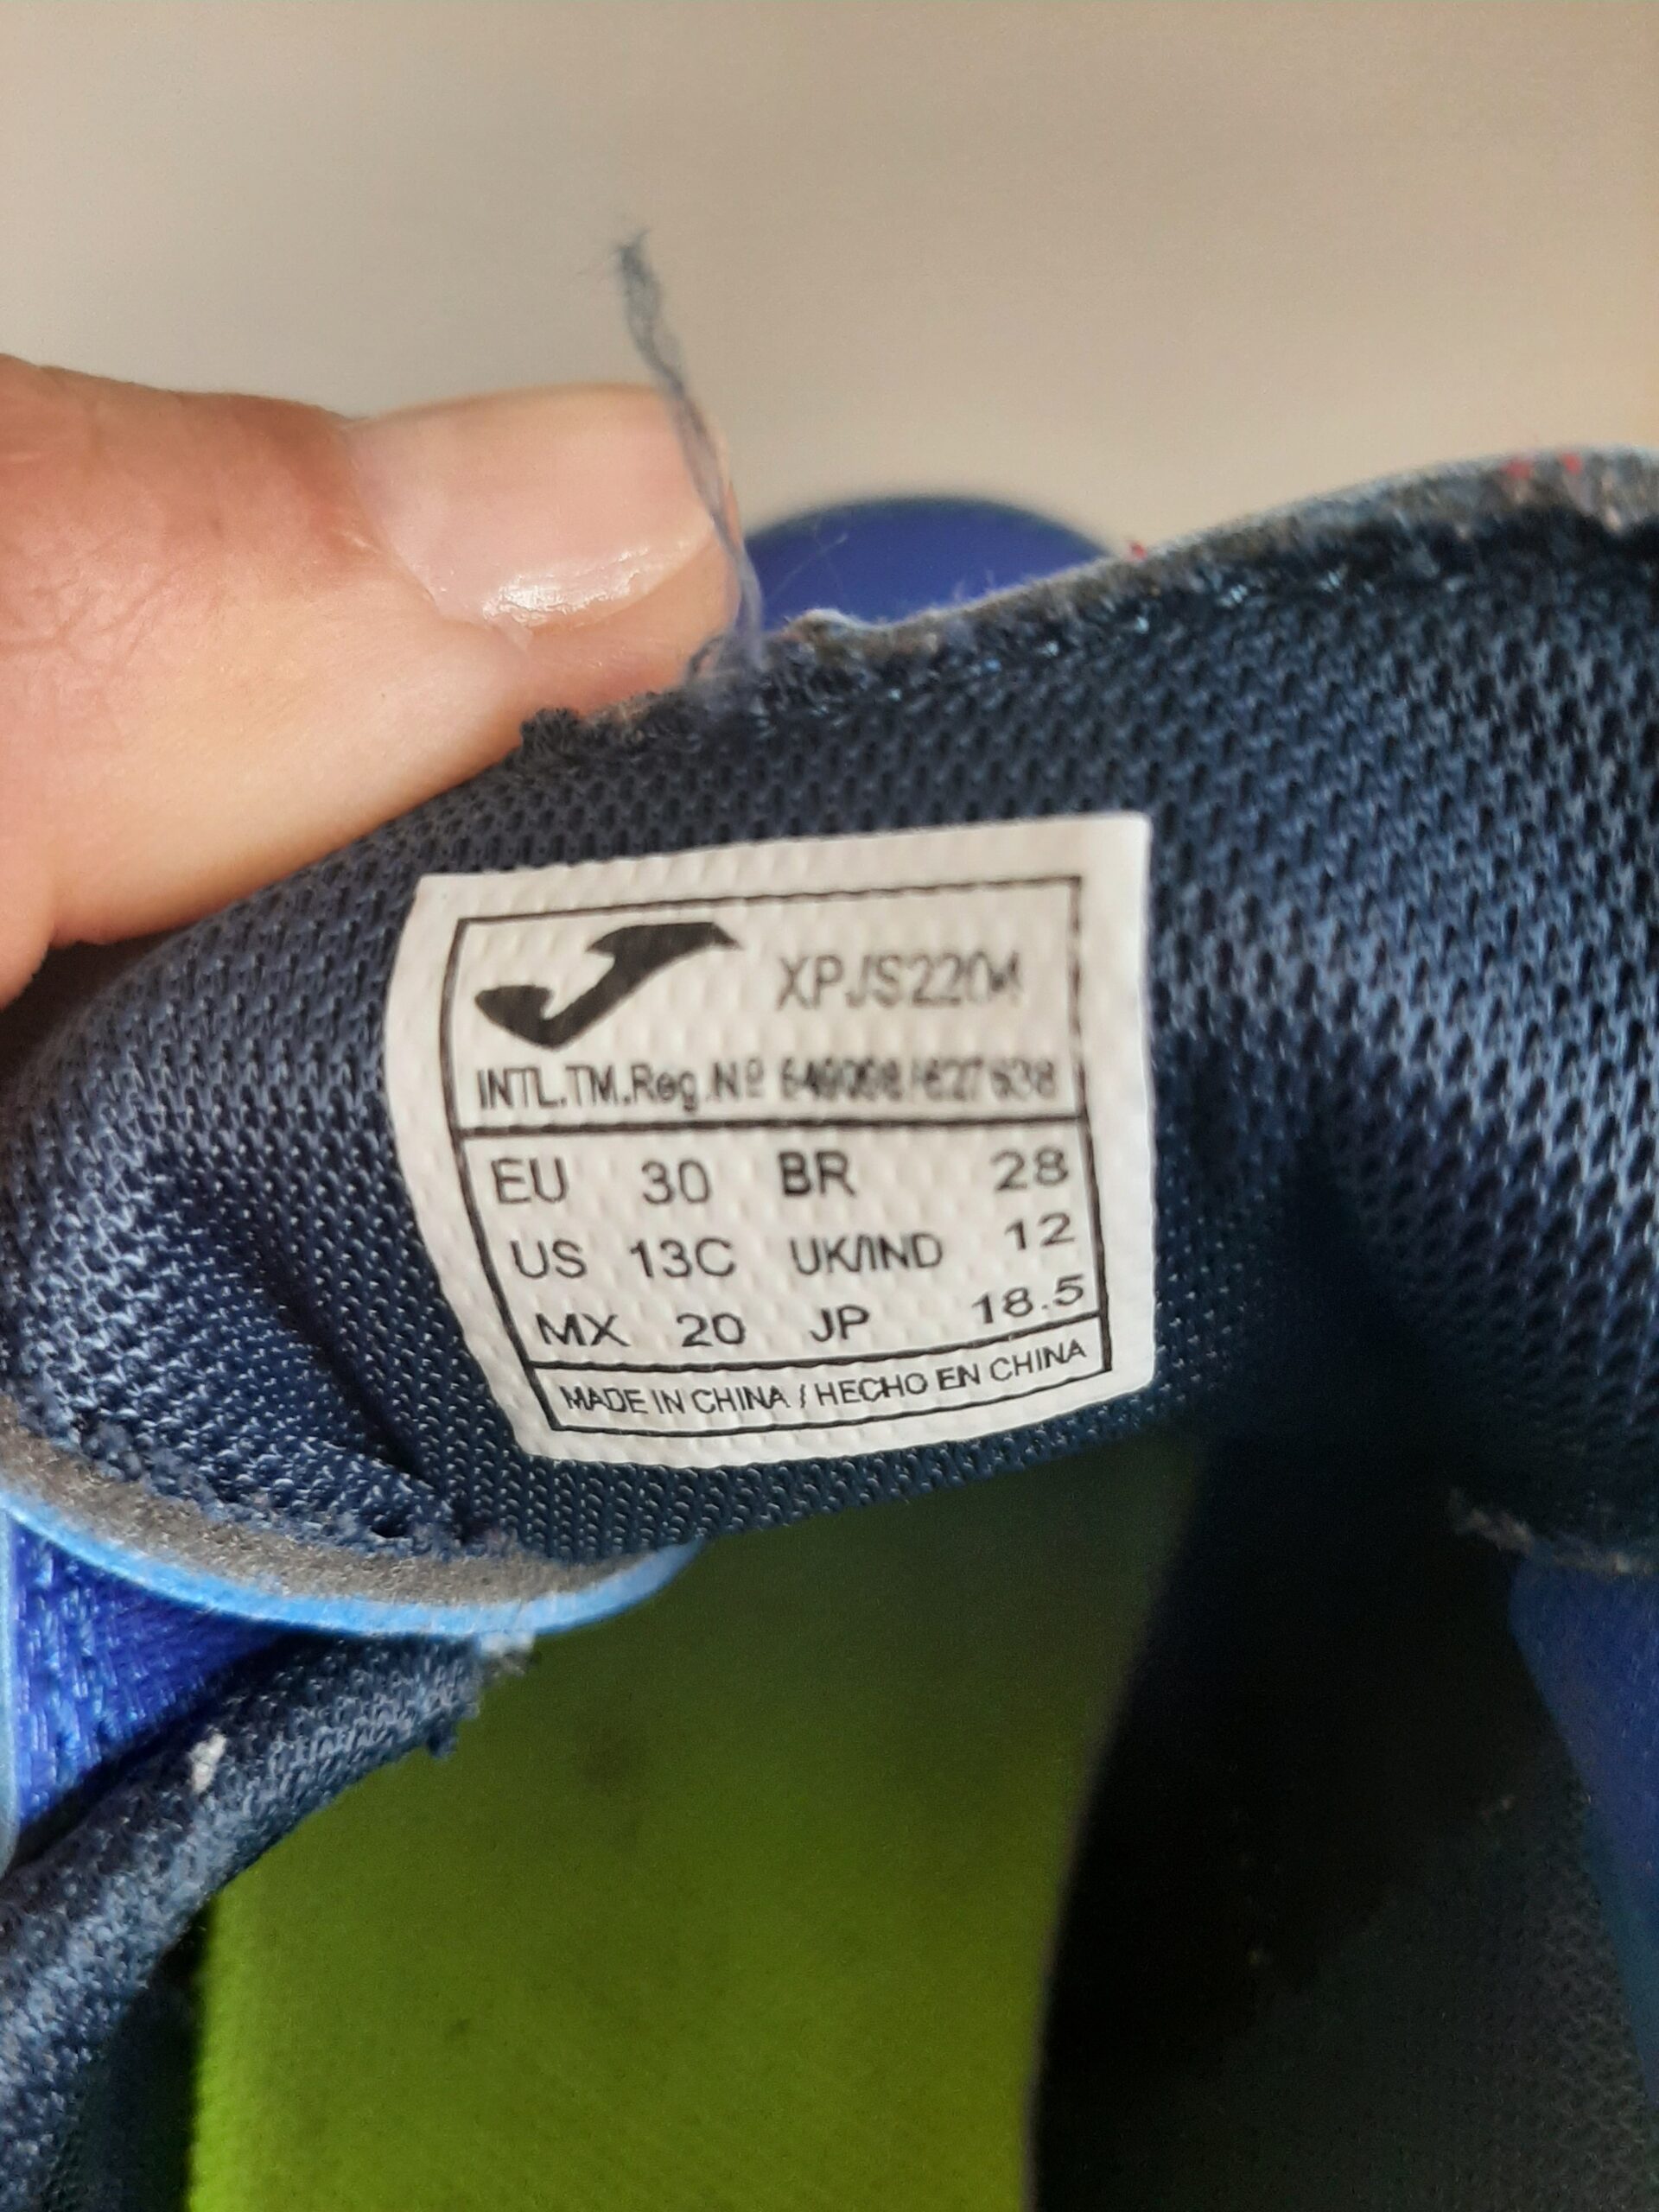 XPJS2204
INTL.TM.Reg.Nº
EU 30 BR 28
US 13C UK/IND 12
MX 20 JP 18.5
MADE IN CHINA / HECHO EN CHINA